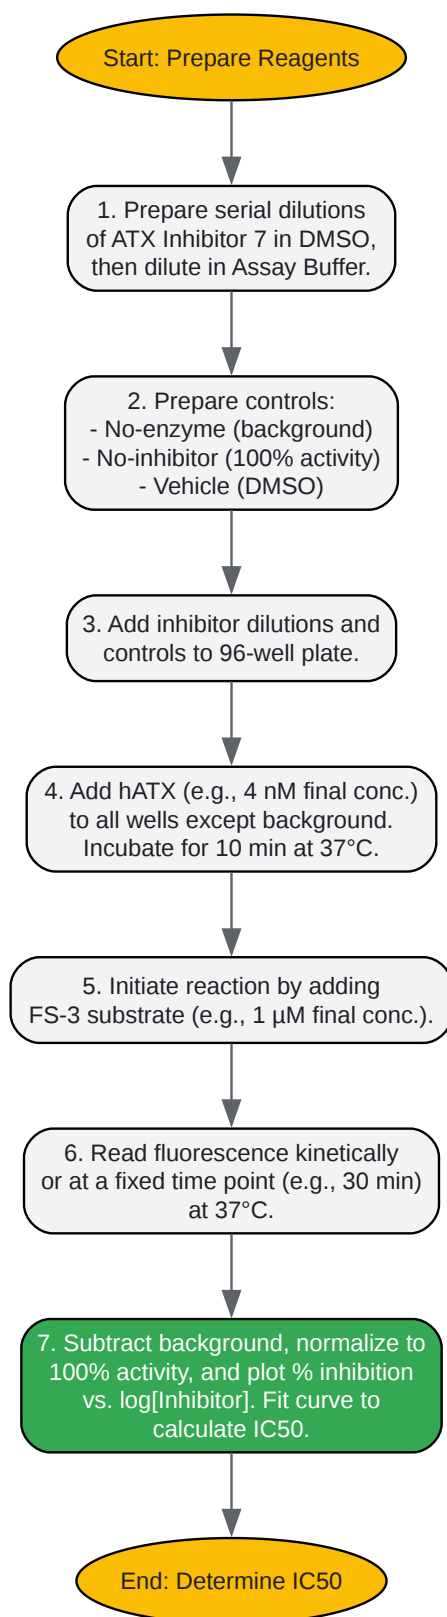 Start: Prepare Reagents
1. Prepare serial dilutions
of ATX Inhibitor 7 in DMSO,
then dilute in Assay Buffer.
2. Prepare controls:
- No-enzyme (background)
- No-inhibitor (100% activity)
- Vehicle (DMSO)
3. Add inhibitor dilutions and
controls to 96-well plate.
4. Add hATX (e.g., 4 nM final conc.)
to all wells except background.
Incubate for 10 min at 37°C.
5. Initiate reaction by adding
FS-3 substrate (e.g., 1 µM final conc.).
6. Read fluorescence kinetically
or at a fixed time point (e.g., 30 min)
at 37°C.
7. Subtract background, normalize to
100% activity, and plot % inhibition
vs. log[Inhibitor]. Fit curve to
calculate IC50.
End: Determine IC50